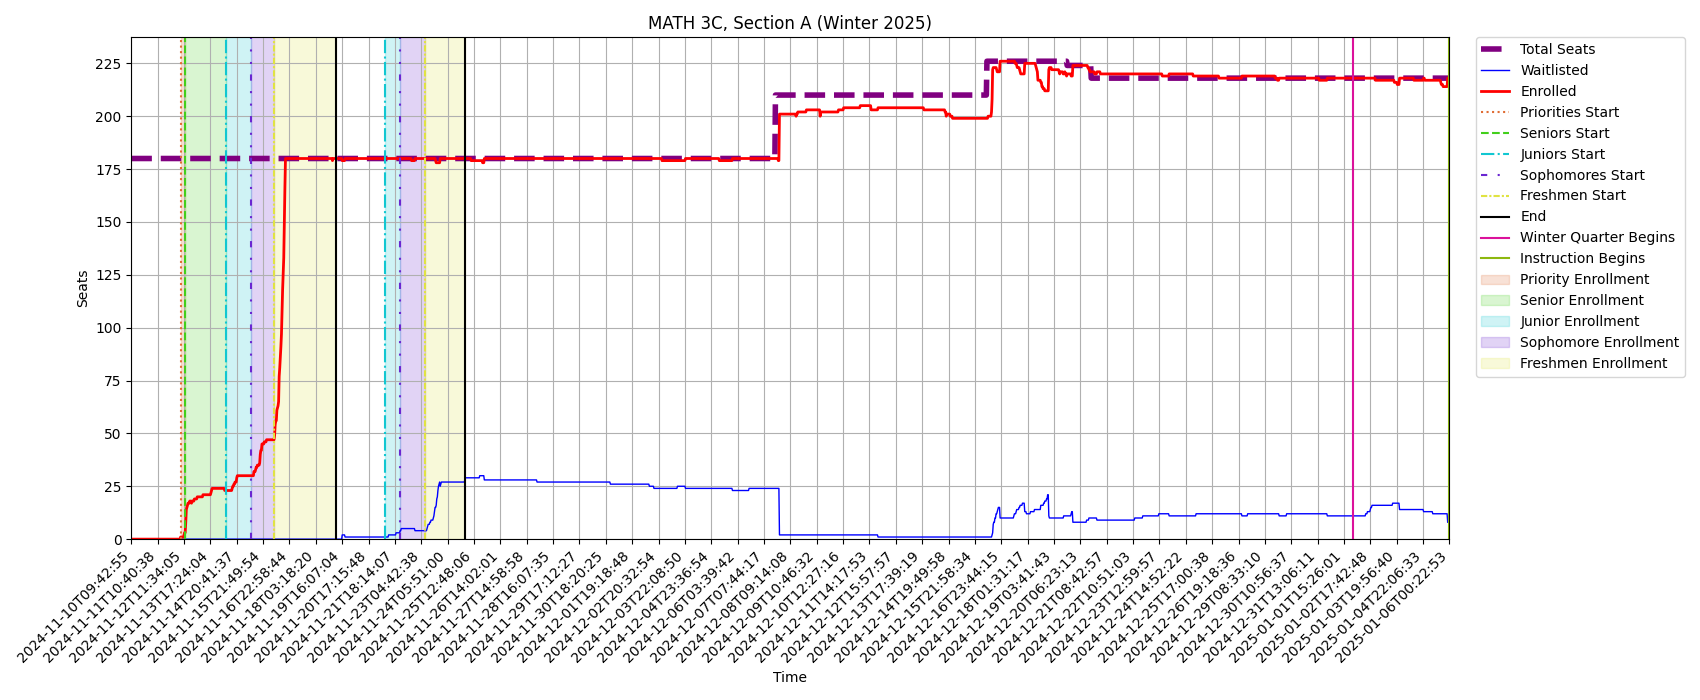 MATH 3C, Section A (Winter 2025)
Seats
225
200
175
150
125
100
75
50
25
0
2024-11-10T09:42:55
2024-11-11T10:40:38
2024-11-12T11:34:05
2024-11-13T17:24:04
2024-11-14T20:41:37
2024-11-15T21:49:54
2024-11-16T22:58:44
2024-11-18T03:18:20
2024-11-19T16:07:04
2024-11-20T17:15:48
2024-11-21T18:14:07
2024-11-23T04:42:38
2024-11-24T05:51:00
2024-11-25T12:48:06
2024-11-26T14:02:01
2024-11-27T14:58:58
2024-11-28T16:07:35
2024-11-29T17:12:27
2024-11-30T18:20:25
2024-12-01T19:18:48
2024-12-02T20:32:54
2024-12-03T22:08:50
2024-12-04T23:36:54
2024-12-06T03:39:42
2024-12-07T07:44:17
2024-12-08T09:14:08
2024-12-09T10:46:32
2024-12-10T12:27:16
2024-12-11T14:17:53
2024-12-12T15:57:57
2024-12-13T17:39:19
2024-12-14T19:49:58
2024-12-15T21:58:34
2024-12-16T23:44:15
2024-12-18T01:31:17
2024-12-19T03:41:43
2024-12-20T06:23:13
2024-12-21T08:42:57
2024-12-22T10:51:03
2024-12-23T12:59:57
2024-12-24T14:52:22
2024-12-25T17:00:38
2024-12-26T19:18:36
2024-12-29T08:33:10
2024-12-30T10:56:37
2024-12-31T13:06:11
2025-01-01T15:26:01
2025-01-02T17:42:48
2025-01-03T19:56:40
2025-01-04T22:06:33
2025-01-06T00:22:53
Time
Total Seats
Waitlisted
Enrolled
Priorities Start
Seniors Start
Juniors Start
Sophomores Start
Freshmen Start
End
Winter Quarter Begins
Instruction Begins
Priority Enrollment
Senior Enrollment
Junior Enrollment
Sophomore Enrollment
Freshmen Enrollment